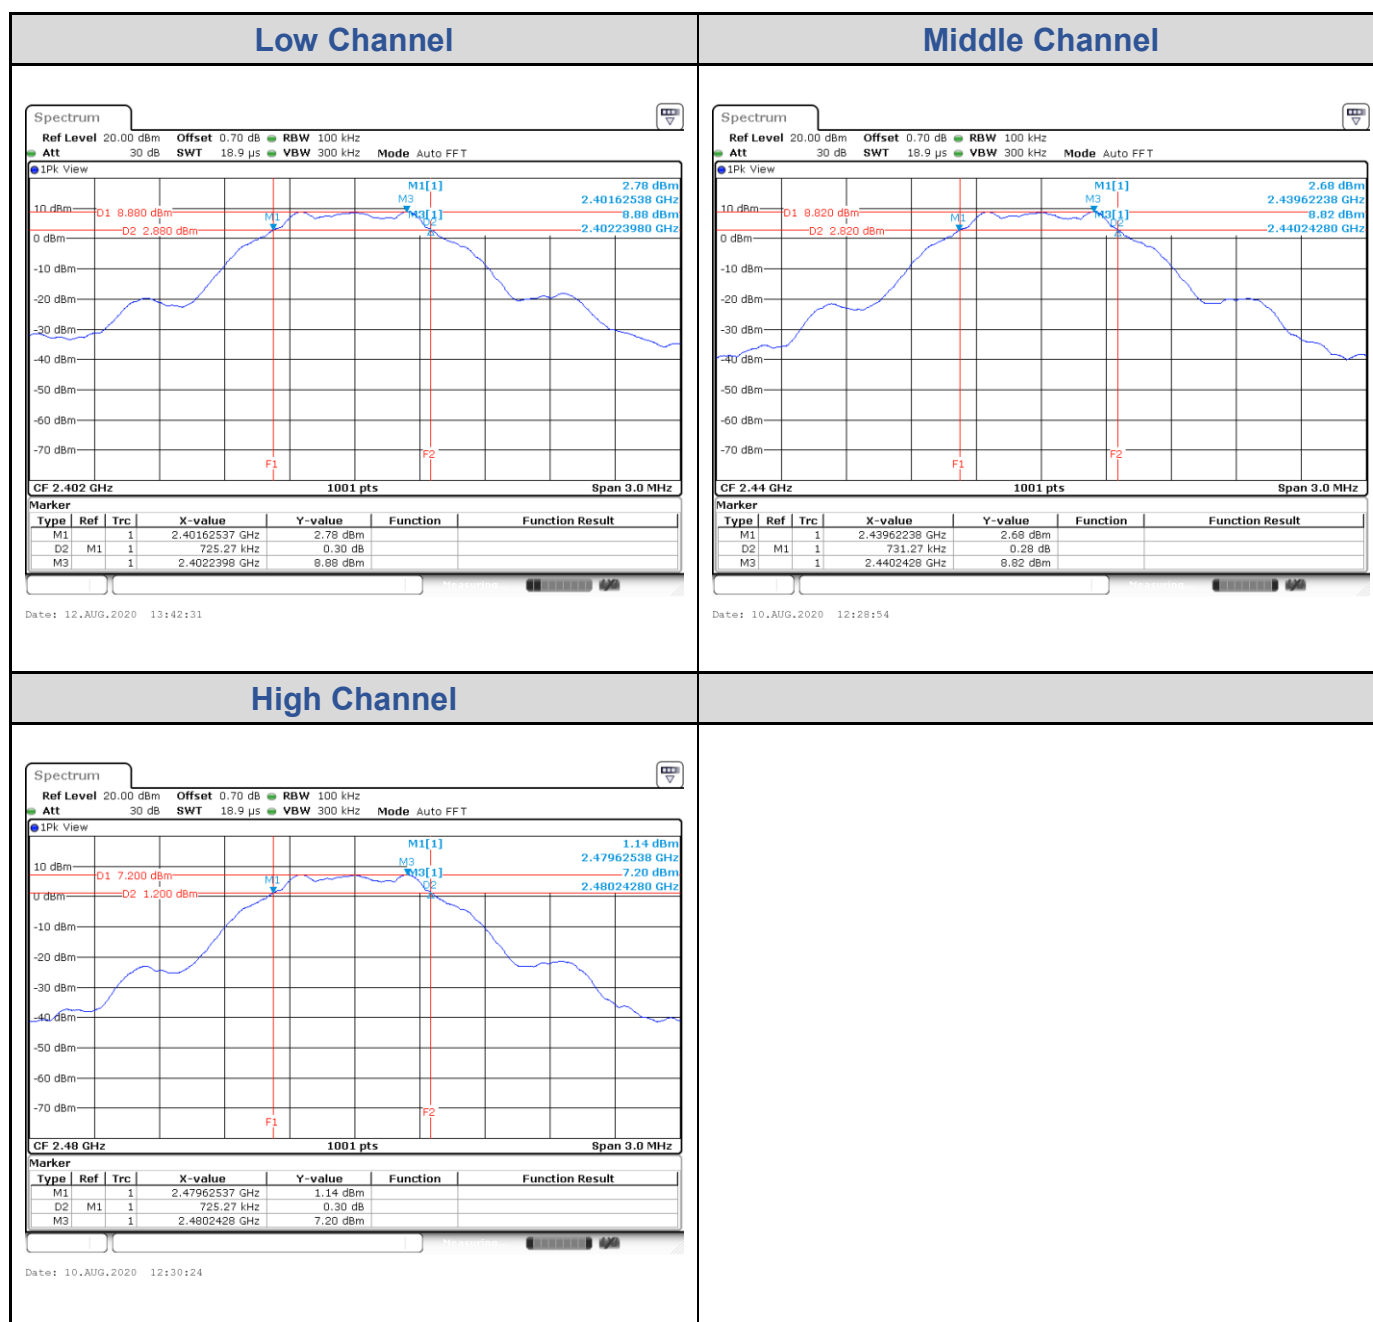 Low Channel
Spectrum
Ref Level 20.00 dBm Offset 0.70 dB RBW 100 kHz
Att 30 dB SWT 18.9 µs VBW 300 kHz Mode Auto FFT
1Pk View
M1[1] 2.78 dBm
2.40162538 GHz
M3[1] 8.88 dBm
2.40223980 GHz
M3
M1
D2
D1 8.880 dBm
D2 2.880 dBm
10 dBm
0 dBm
-10 dBm
-20 dBm
-30 dBm
-40 dBm
-50 dBm
-60 dBm
-70 dBm
F1
F2
CF 2.402 GHz 1001 pts Span 3.0 MHz
Marker
Type Ref Trc X-value Y-value Function Function Result
M1 1 2.40162537 GHz 2.78 dBm
D2 M1 1 725.27 kHz 0.30 dB
M3 1 2.4022398 GHz 8.88 dBm
Date: 12.AUG.2020 13:42:31
Middle Channel
Spectrum
Ref Level 20.00 dBm Offset 0.70 dB RBW 100 kHz
Att 30 dB SWT 18.9 µs VBW 300 kHz Mode Auto FFT
1Pk View
M1[1] 2.68 dBm
2.43962238 GHz
M3[1] 8.82 dBm
2.44024280 GHz
M3
M1
D2
D1 8.820 dBm
D2 2.820 dBm
10 dBm
0 dBm
-10 dBm
-20 dBm
-30 dBm
-40 dBm
-50 dBm
-60 dBm
-70 dBm
F1
F2
CF 2.44 GHz 1001 pts Span 3.0 MHz
Marker
Type Ref Trc X-value Y-value Function Function Result
M1 1 2.43962238 GHz 2.68 dBm
D2 M1 1 731.27 kHz 0.28 dB
M3 1 2.4402428 GHz 8.82 dBm
Measuring...
Date: 10.AUG.2020 12:28:54
High Channel
Spectrum
Ref Level 20.00 dBm Offset 0.70 dB RBW 100 kHz
Att 30 dB SWT 18.9 µs VBW 300 kHz Mode Auto FFT
1Pk View
M1[1] 1.14 dBm
2.47962538 GHz
M3[1] 7.20 dBm
2.48024280 GHz
M3
M1
D2
D1 7.200 dBm
D2 1.200 dBm
10 dBm
0 dBm
-10 dBm
-20 dBm
-30 dBm
-40 dBm
-50 dBm
-60 dBm
-70 dBm
F1
F2
CF 2.48 GHz 1001 pts Span 3.0 MHz
Marker
Type Ref Trc X-value Y-value Function Function Result
M1 1 2.47962537 GHz 1.14 dBm
D2 M1 1 725.27 kHz 0.30 dB
M3 1 2.4802428 GHz 7.20 dBm
Measuring...
Date: 10.AUG.2020 12:30:24